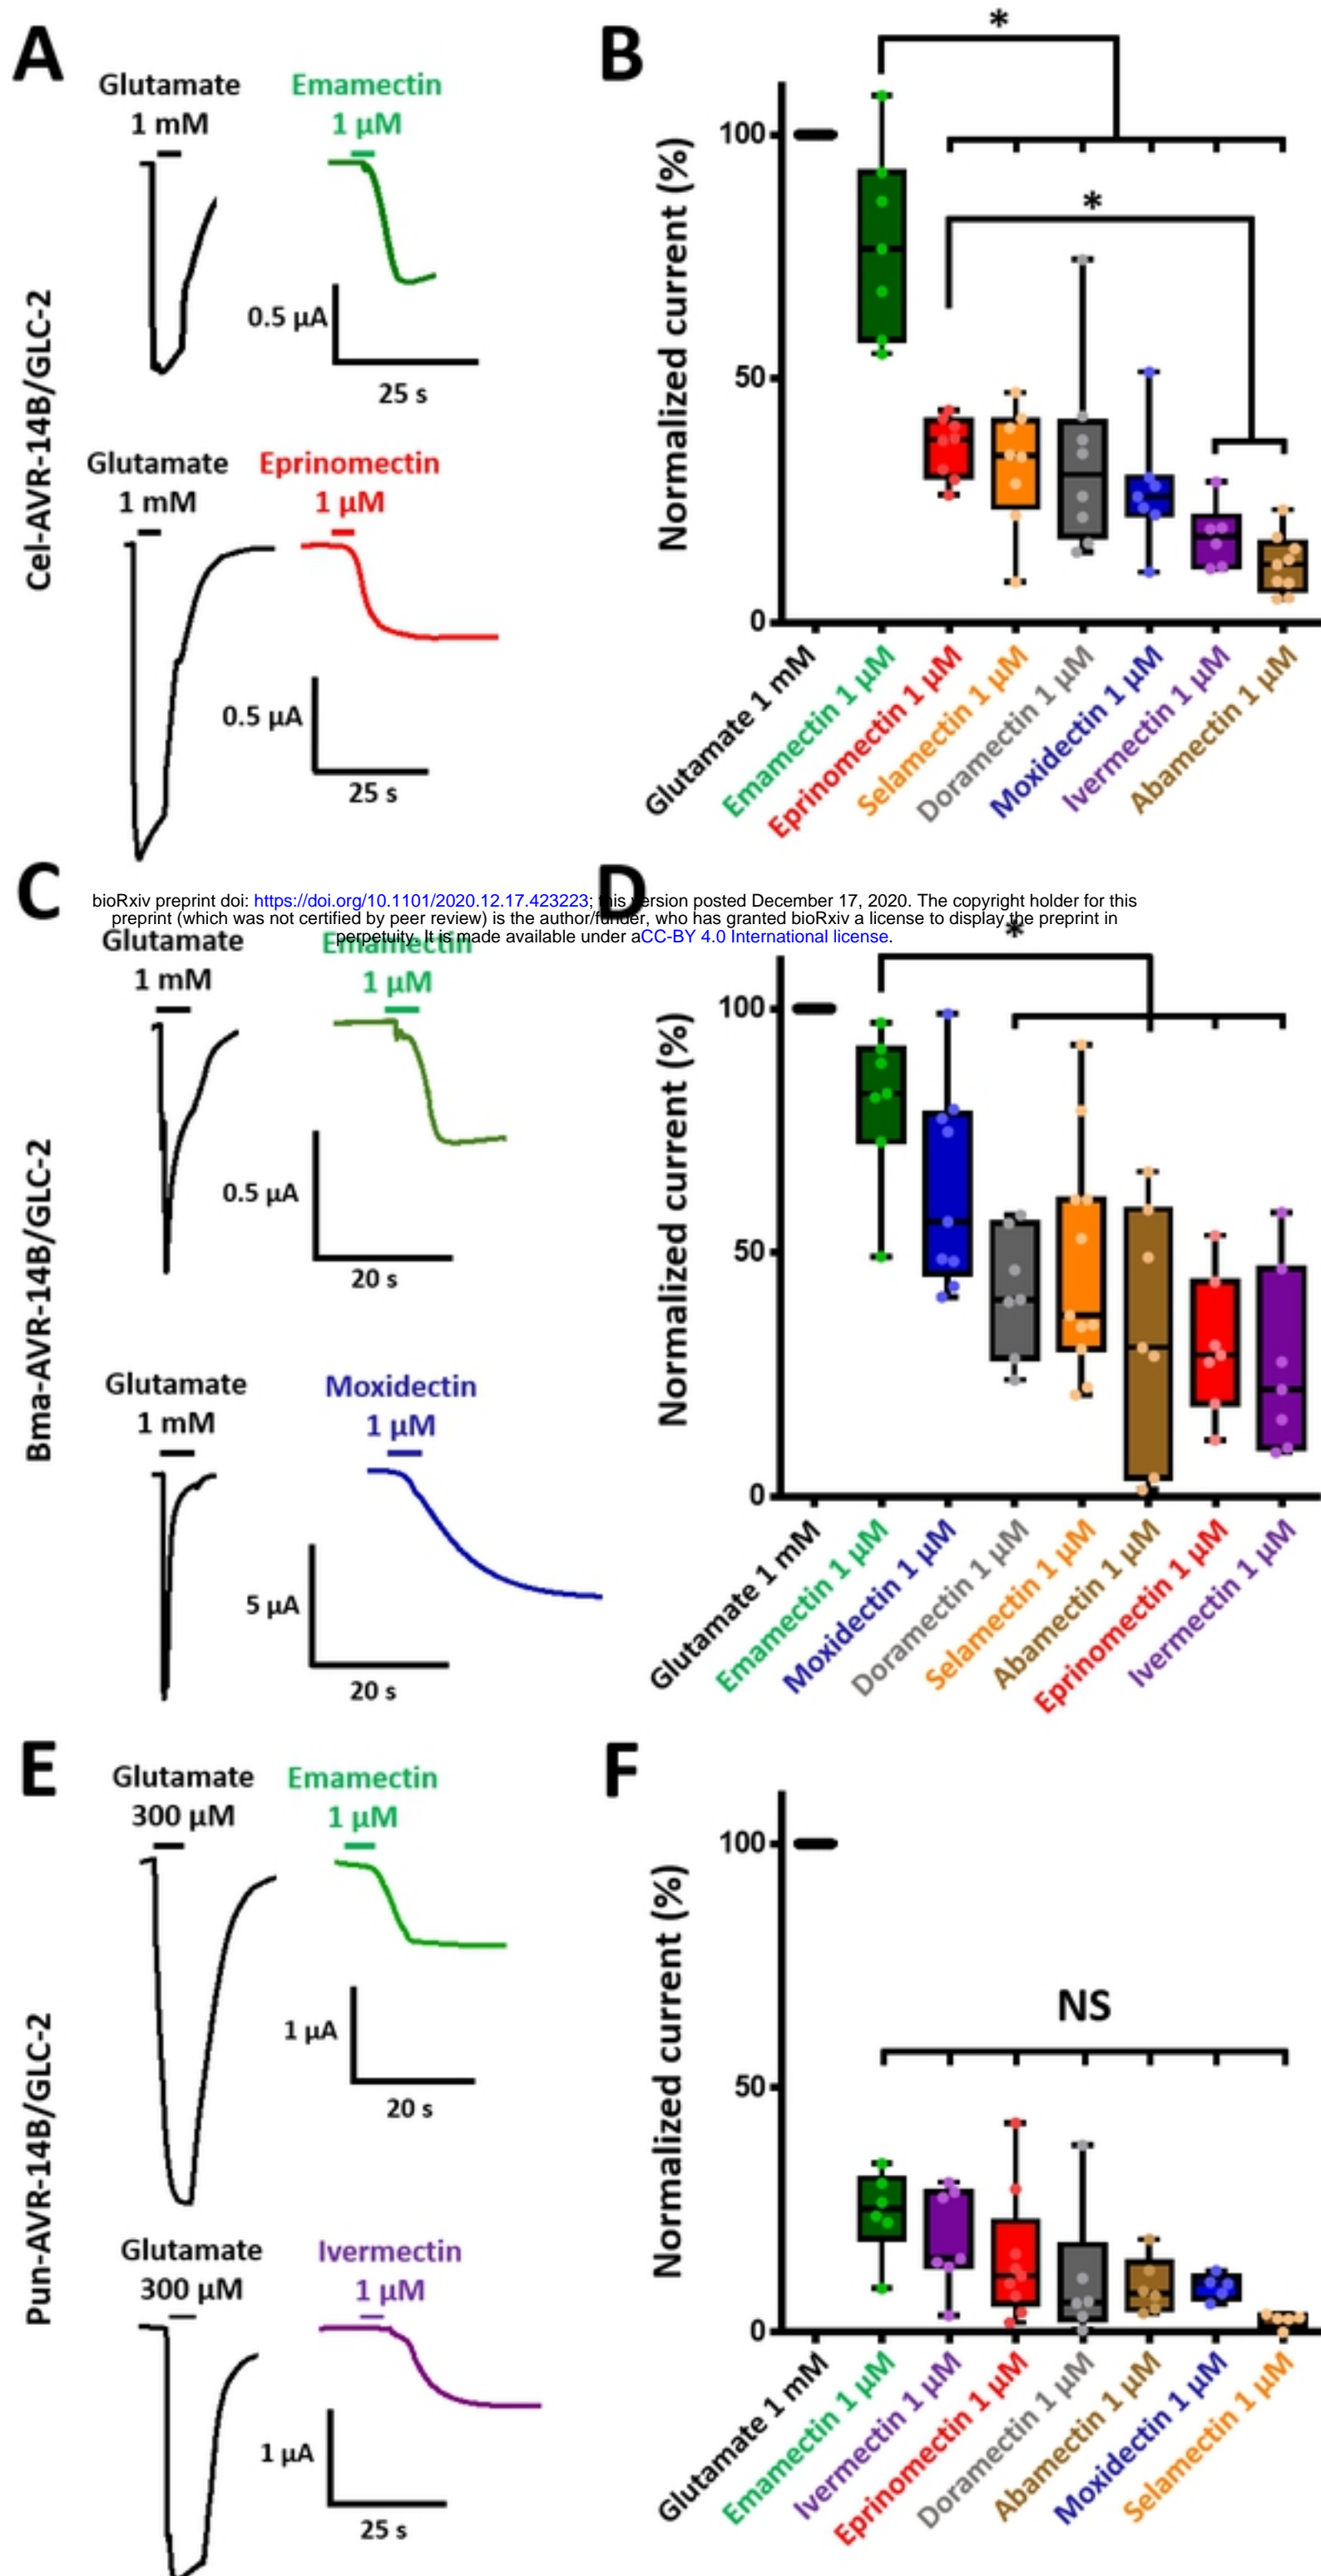 A
Glutamate
1 mM
Emamectin
1 µM
0.5 µA
25 s
Cel-AVR-14B/GLC-2
Glutamate
1 mM
Eprinomectin
1 µM
0.5 µA
25 s
B
*
*
Normalized current (%)
100
50
0
Glutamate 1 mM
Emamectin 1 µM
Eprinomectin 1 µM
Selamectin 1 µM
Doramectin 1 µM
Moxidectin 1 µM
Ivermectin 1 µM
Abamectin 1 µM
bioRxiv preprint doi: https://doi.org/10.1101/2020.12.17.423223; this version posted December 17, 2020. The copyright holder for this
preprint (which was not certified by peer review) is the author/funder, who has granted bioRxiv a license to display the preprint in
perpetuity. It is made available under aCC-BY 4.0 International license.
C
Glutamate
1 mM
Emamectin
1 µM
0.5 µA
20 s
Bma-AVR-14B/GLC-2
Glutamate
1 mM
Moxidectin
1 µM
5 µA
20 s
D
*
Normalized current (%)
100
50
0
Glutamate 1 mM
Emamectin 1 µM
Moxidectin 1 µM
Doramectin 1 µM
Selamectin 1 µM
Abamectin 1 µM
Eprinomectin 1 µM
Ivermectin 1 µM
E
Glutamate
300 µM
Emamectin
1 µM
1 µA
20 s
Pun-AVR-14B/GLC-2
Glutamate
300 µM
Ivermectin
1 µM
1 µA
25 s
F
NS
Normalized current (%)
100
50
0
Glutamate 1 mM
Emamectin 1 µM
Ivermectin 1 µM
Eprinomectin 1 µM
Doramectin 1 µM
Abamectin 1 µM
Moxidectin 1 µM
Selamectin 1 µM